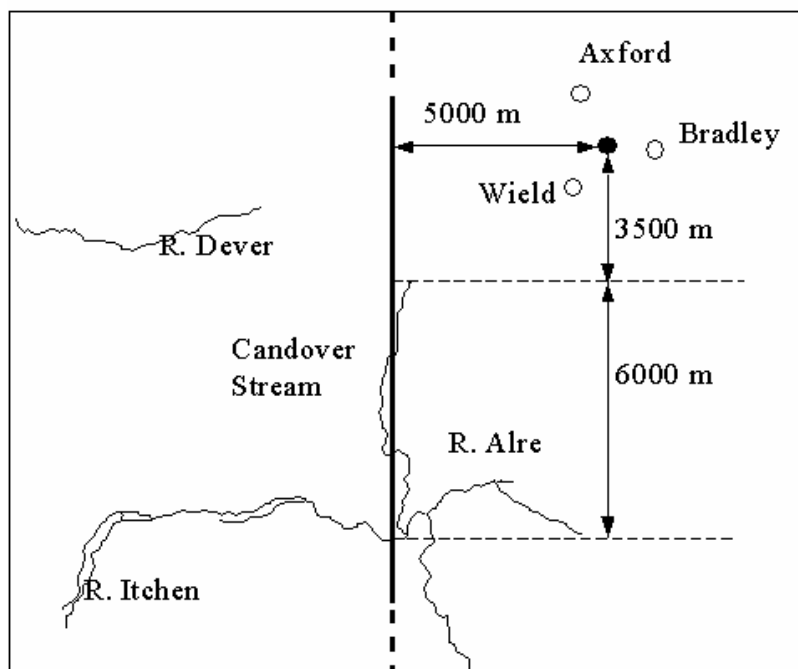 Axford
5000 m
Bradley
Wield
3500 m
R. Dever
Candover
Stream
6000 m
R. Alre
R. Itchen